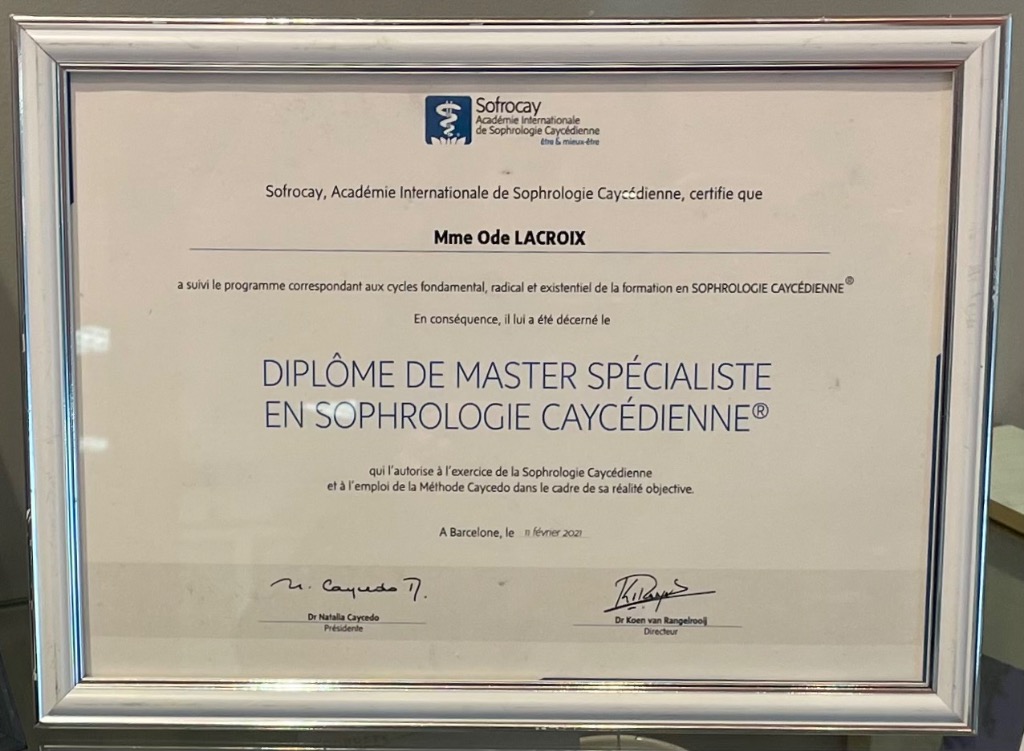 Sofrocay
Académie Internationale
de Sophrologie Caycédienne
être & mieux-être
Sofrocay, Académie Internationale de Sophrologie Caycédienne, certifie que
Mme Ode LACROIX
a suivi le programme correspondant aux cycles fondamental, radical et existentiel de la formation en SOPHROLOGIE CAYCÉDIENNE®
En conséquence, il lui a été décerné le
DIPLÔME DE MASTER SPÉCIALISTE
EN SOPHROLOGIE CAYCÉDIENNE®
qui l'autorise à l'exercice de la Sophrologie Caycédienne
et à l'emploi de la Méthode Caycedo dans le cadre de sa réalité objective.
A Barcelone, le 11 février 2021
N. Caycedo
Dr Natalia Caycedo
Présidente
Dr Koen van Rangelrooij
Directeur